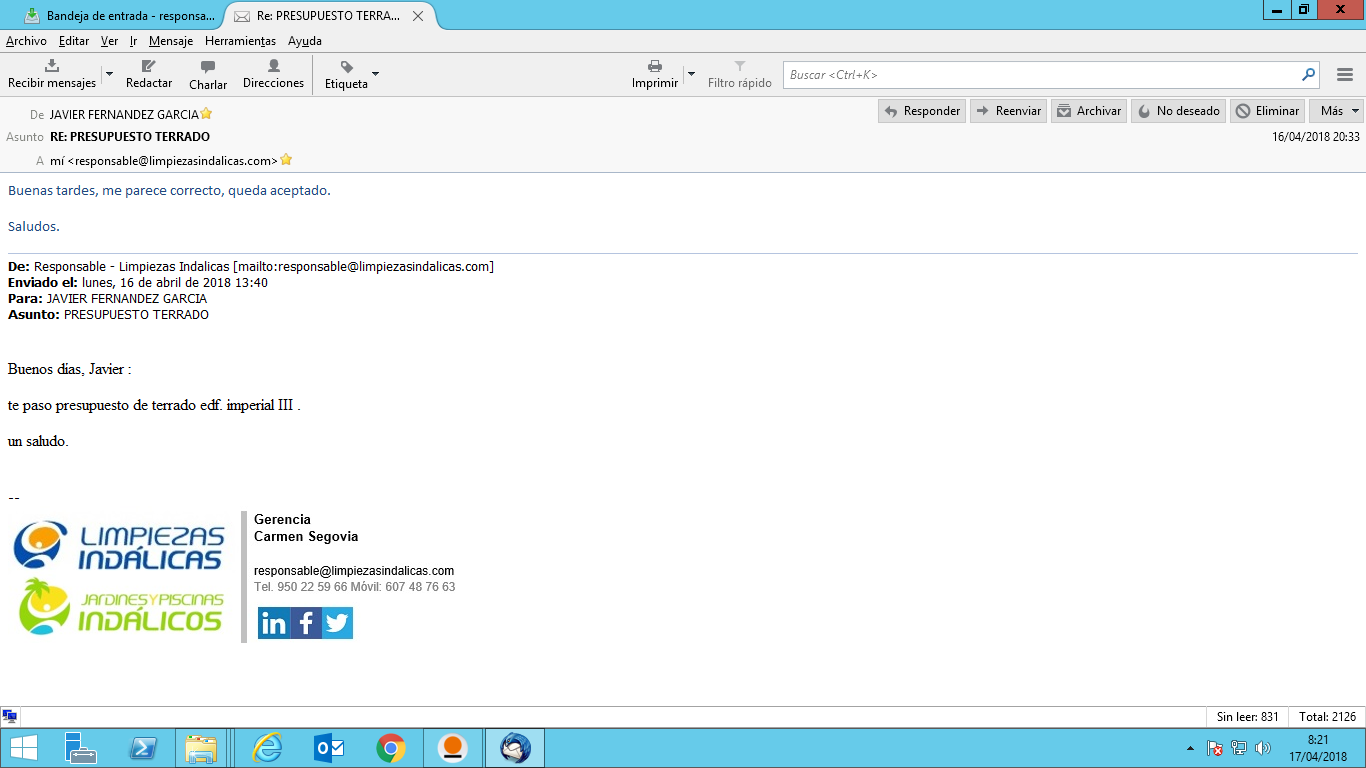 Bandeja de entrada - responsa...
Re: PRESUPUESTO TERRA...
Archivo Editar Ver Ir Mensaje Herramientas Ayuda
Recibir mensajes Redactar Charlar Direcciones Etiqueta Imprimir Filtro rápido Buscar <Ctrl+K>
De JAVIER FERNANDEZ GARCIA Responder Reenviar Archivar No deseado Eliminar Más
Asunto RE: PRESUPUESTO TERRADO 16/04/2018 20:33
A mí <responsable@limpiezasindalicas.com>
Buenas tardes, me parece correcto, queda aceptado.
Saludos.
De: Responsable - Limpiezas Indalicas [mailto:responsable@limpiezasindalicas.com]
Enviado el: lunes, 16 de abril de 2018 13:40
Para: JAVIER FERNANDEZ GARCIA
Asunto: PRESUPUESTO TERRADO
Buenos días, Javier :
te paso presupuesto de terrado edf. imperial III .
un saludo.
--
LIMPIEZAS
INDÁLICAS
JARDINES Y PISCINAS
INDÁLICOS
Gerencia
Carmen Segovia
responsable@limpiezasindalicas.com
Tel. 950 22 59 66 Móvil: 607 48 76 63
in f
Sin leer: 831 Total: 2126
8:21
17/04/2018